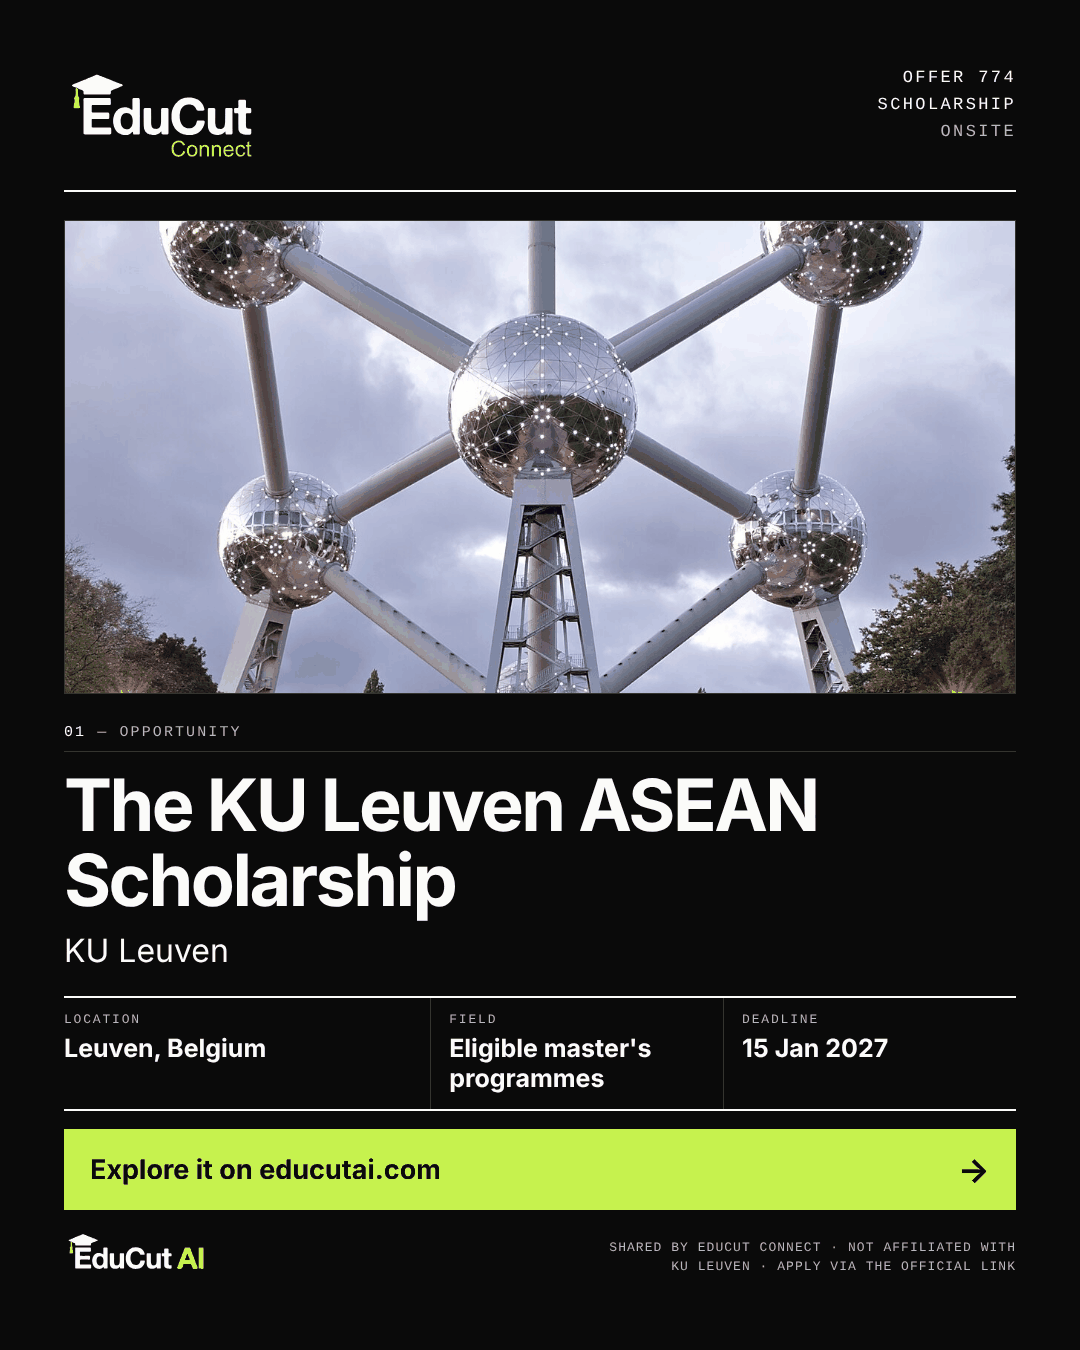 EduCut
Connect
OFFER 774
SCHOLARSHIP
ONSITE
01 — OPPORTUNITY
The KU Leuven ASEAN
Scholarship
KU Leuven
LOCATION
Leuven, Belgium
FIELD
Eligible master's
programmes
DEADLINE
15 Jan 2027
Explore it on educutai.com →
EduCut AI
SHARED BY EDUCUT CONNECT · NOT AFFILIATED WITH
KU LEUVEN · APPLY VIA THE OFFICIAL LINK